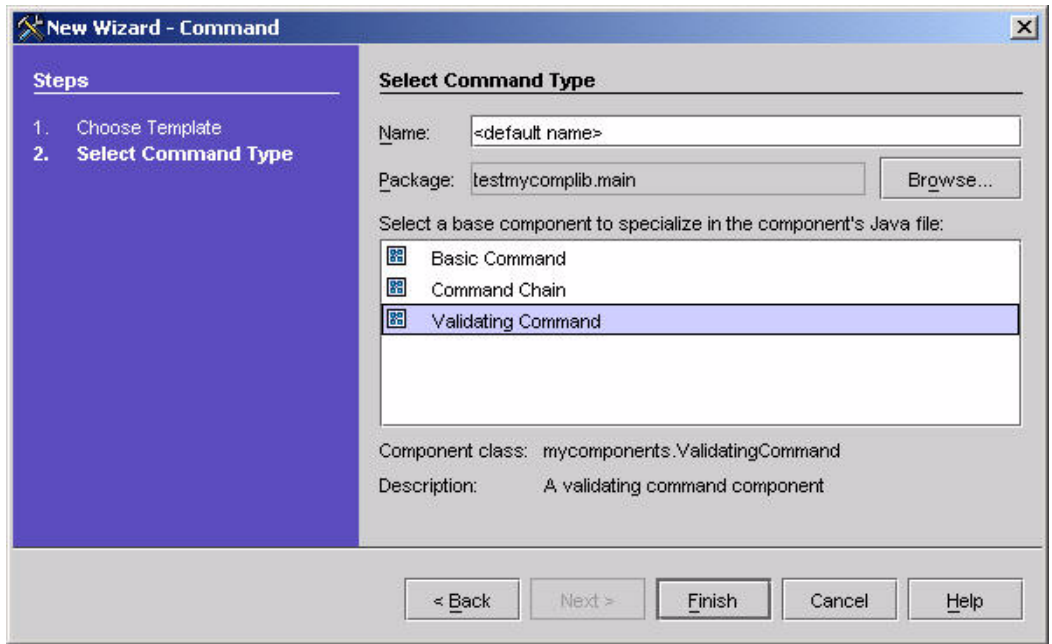 New Wizard - Command
Steps
1. Choose Template
2. Select Command Type
Select Command Type
Name: <default name>
Package: testmycomplib.main Browse...
Select a base component to specialize in the component's Java file:
Basic Command
Command Chain
Validating Command
Component class: mycomponents.ValidatingCommand
Description: A validating command component
< Back Next > Finish Cancel Help